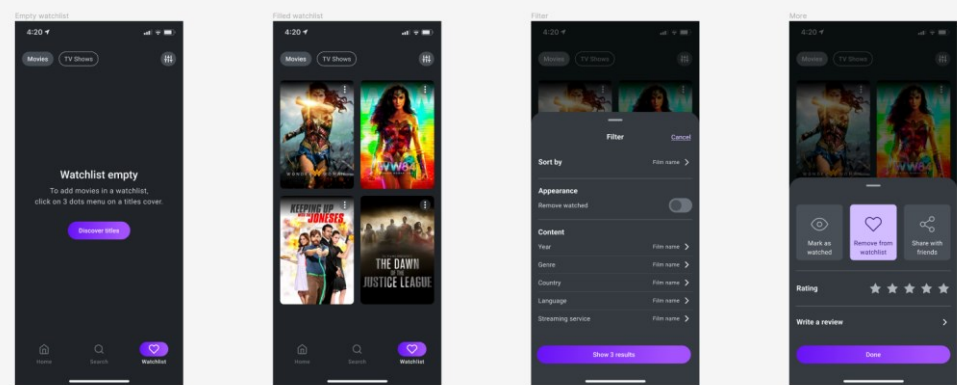 Empty watchlist
4:20
Movies
TV Shows
Watchlist empty
To add movies in a watchlist,
click on 3 dots menu on a titles cover.
Discover titles
Home
Search
Watchlist
Filled watchlist
4:20
Movies
TV Shows
WONDER WOMAN
WW84
KEEPING UP
WITH THE
JONESES
THE DAWN
OF THE
JUSTICE LEAGUE
Home
Search
Watchlist
Filter
4:20
Movies
TV Shows
Filter
Cancel
Sort by
Film name
Appearance
Remove watched
Content
Year
Film name
Genre
Film name
Country
Film name
Language
Film name
Streaming service
Film name
Show 3 results
More
4:20
Movies
TV Shows
Mark as
watched
Remove from
watchlist
Share with
friends
Rating
Write a review
Done